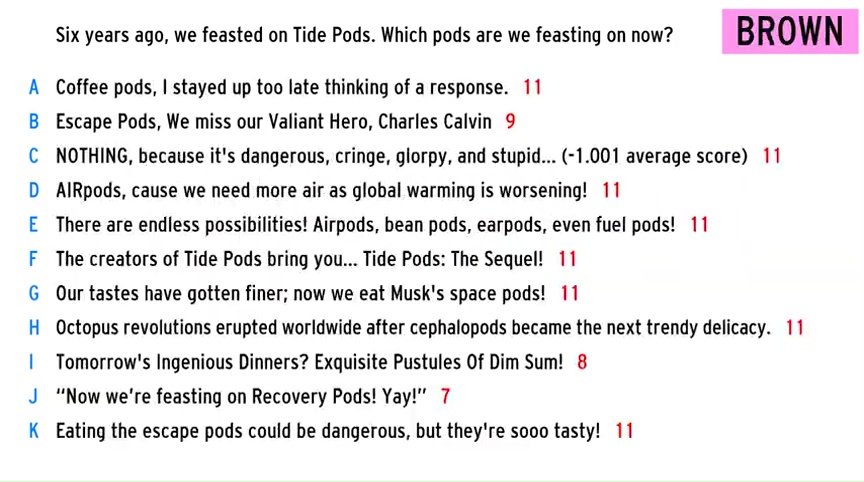 Six years ago, we feasted on Tide Pods. Which pods are we feasting on now?
BROWN
A Coffee pods, I stayed up too late thinking of a response. 11
B Escape Pods, We miss our Valiant Hero, Charles Calvin 9
C NOTHING, because it's dangerous, cringe, glorpy, and stupid... (-1.001 average score) 11
D AIRpods, cause we need more air as global warming is worsening! 11
E There are endless possibilities! Airpods, bean pods, earpods, even fuel pods! 11
F The creators of Tide Pods bring you... Tide Pods: The Sequel! 11
G Our tastes have gotten finer; now we eat Musk's space pods! 11
H Octopus revolutions erupted worldwide after cephalopods became the next trendy delicacy. 11
I Tomorrow's Ingenious Dinners? Exquisite Pustules Of Dim Sum! 8
J “Now we’re feasting on Recovery Pods! Yay!” 7
K Eating the escape pods could be dangerous, but they're sooo tasty! 11